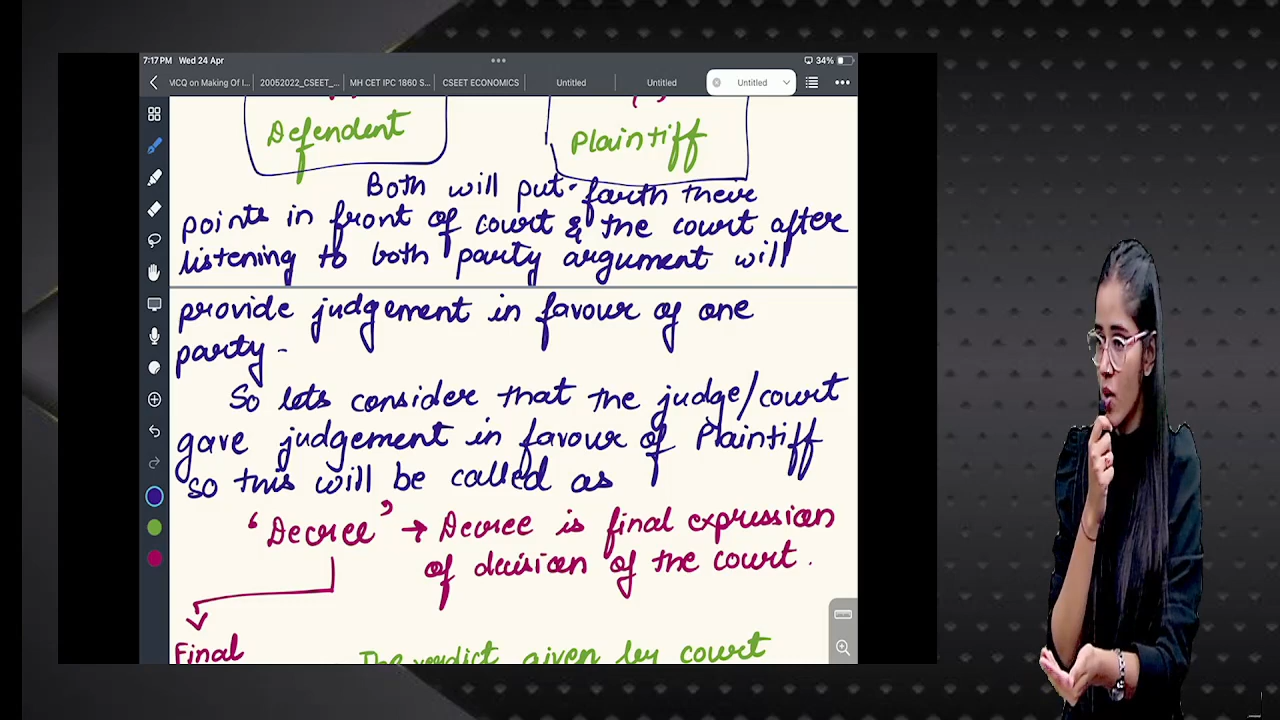 7:17 PM Wed 24 Apr
34%
MCQ on Making Of I... 20052022_CSEET_... MH CET IPC 1860 S... CSEET ECONOMICS Untitled Untitled Untitled
Defendent Plaintiff
Both will put farth their
points in front of court & the court after
listening to both party argument will
provide judgement in favour of one
party-
So lets consider that the judge/court
gave judgement in favour of Plaintiff
so this will be called as
'Decree' → Decree is final expression
of decision of the court.
Final
The verdict given by court